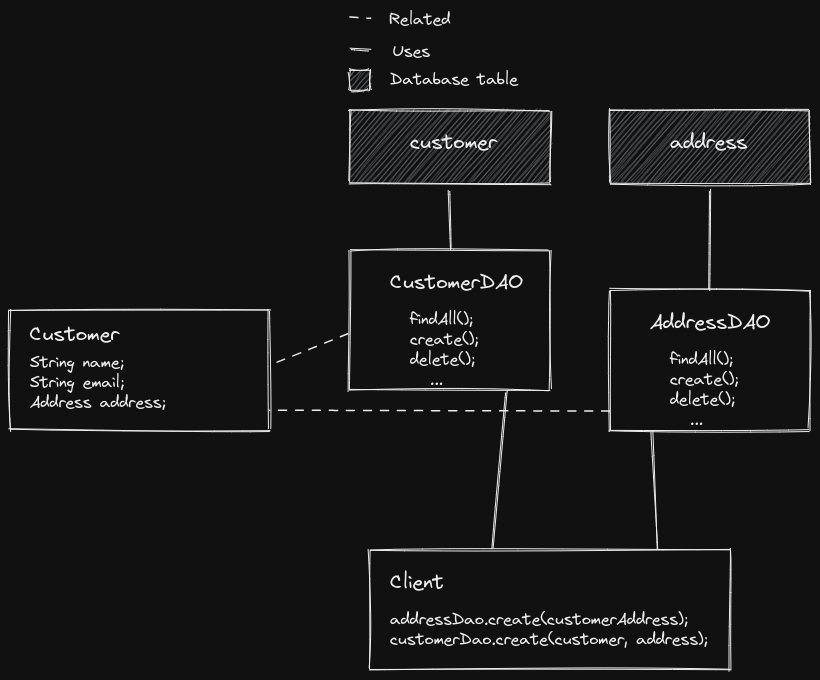 Related
Uses
Database table
customer
address
CustomerDAO
findAll();
create();
delete();
...
AddressDAO
findAll();
create();
delete();
...
Customer
String name;
String email;
Address address;
Client
addressDao.create(customerAddress);
customerDao.create(customer, address);